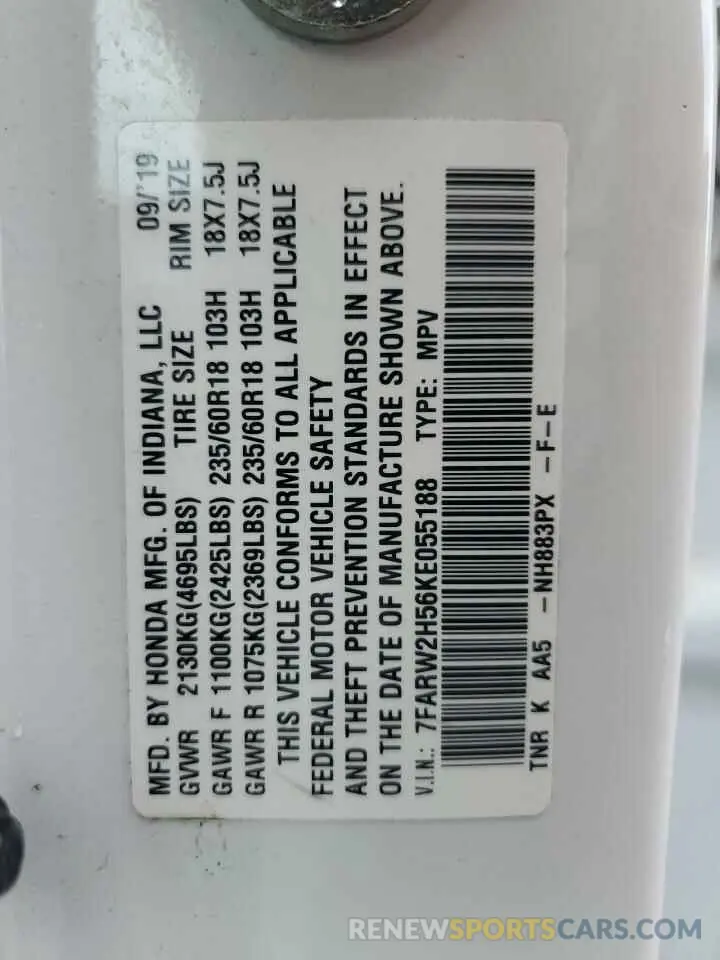 MFD. BY HONDA MFG. OF INDIANA, LLC 09/'19
GVWR 2130KG(4695LBS) TIRE SIZE RIM SIZE
GAWR F 1100KG(2425LBS) 235/60R18 103H 18X7.5J
GAWR R 1075KG(2369LBS) 235/60R18 103H 18X7.5J
THIS VEHICLE CONFORMS TO ALL APPLICABLE
FEDERAL MOTOR VEHICLE SAFETY
AND THEFT PREVENTION STANDARDS IN EFFECT
ON THE DATE OF MANUFACTURE SHOWN ABOVE.
V.I.N.: 7FARW2H56KE055188 TYPE: MPV
TNR K AA5 -NH883PX -F-E
RENEWSPORTSCARS.COM